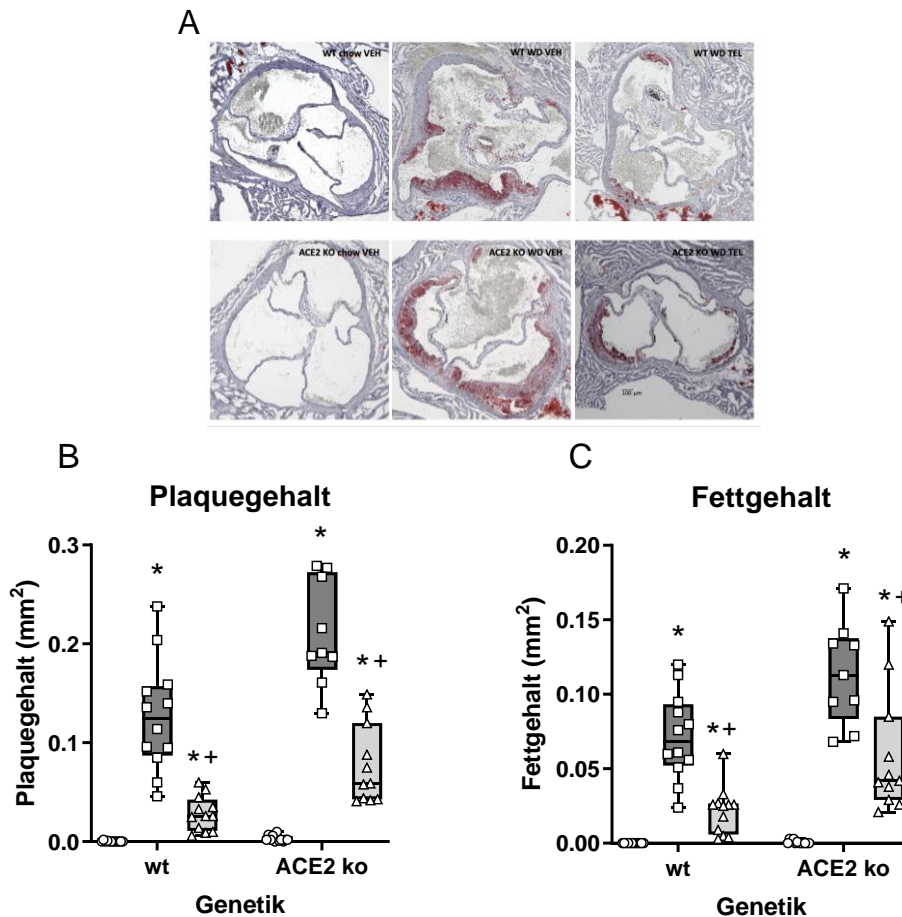 A
WT chow VEH
WT WD VEH
WT WD TEL
ACE2 KO chow VEH
ACE2 KO WD VEH
ACE2 KO WD TEL
100 µm
B
C
Plaquegehalt
Fettgehalt
Plaquegehalt (mm²)
0.3
0.2
0.1
0.0
*
*+
*
*+
wt
ACE2 ko
Genetik
Fettgehalt (mm²)
0.20
0.15
0.10
0.05
0.00
*
*+
*
*+
wt
ACE2 ko
Genetik